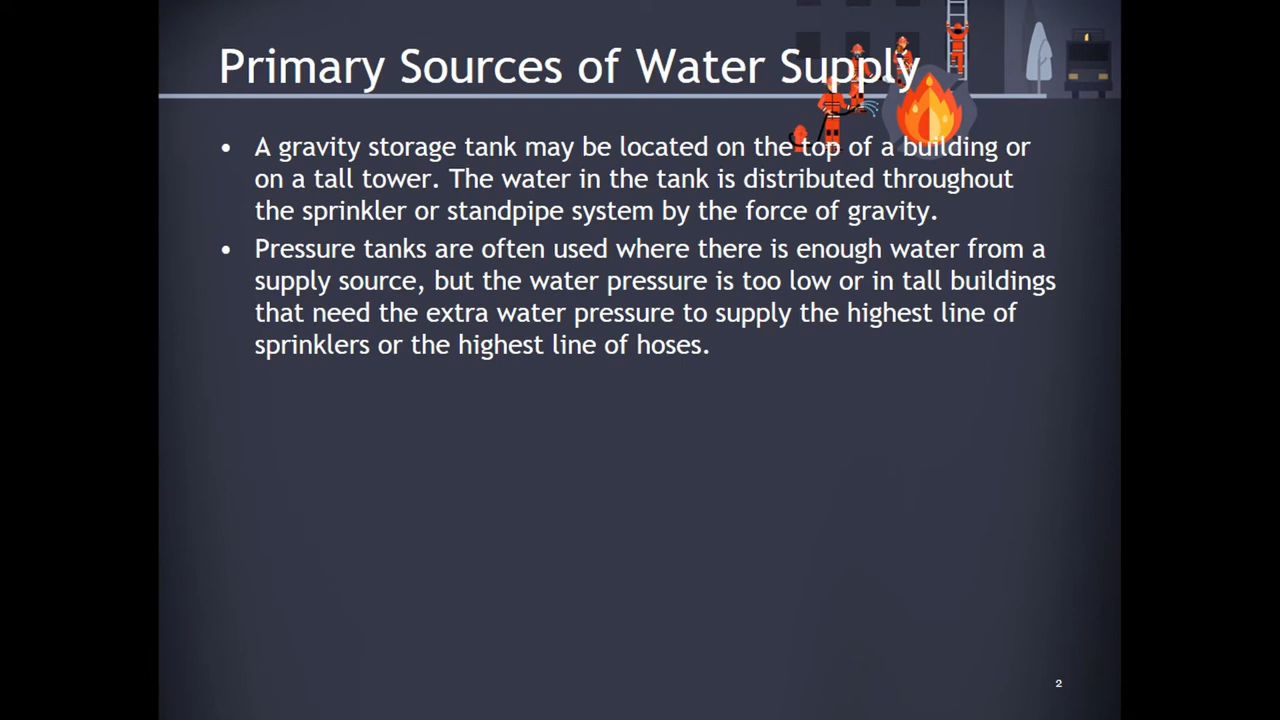 Primary Sources of Water Supply
• A gravity storage tank may be located on the top of a building or
on a tall tower. The water in the tank is distributed throughout
the sprinkler or standpipe system by the force of gravity.
• Pressure tanks are often used where there is enough water from a
supply source, but the water pressure is too low or in tall buildings
that need the extra water pressure to supply the highest line of
sprinklers or the highest line of hoses.
2